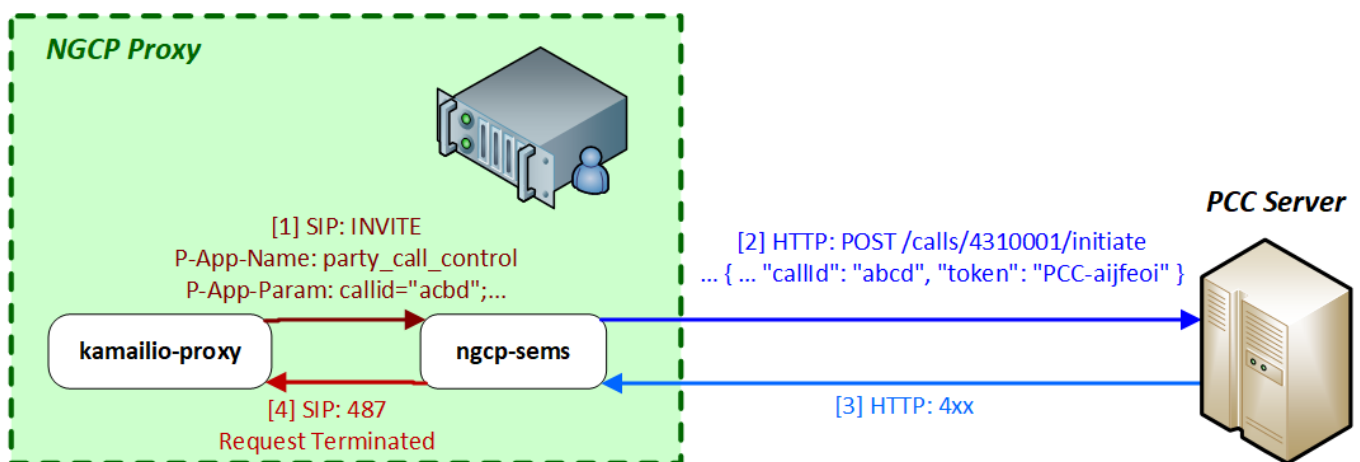 NGCP Proxy
[1] SIP: INVITE
P-App-Name: party_call_control
P-App-Param: callid="acbd";...
kamailio-proxy
ngcp-sems
[4] SIP: 487
Request Terminated
PCC Server
[2] HTTP: POST /calls/4310001/initiate
... { ... "callId": "abcd", "token": "PCC-aijfeoi" }
[3] HTTP: 4xx